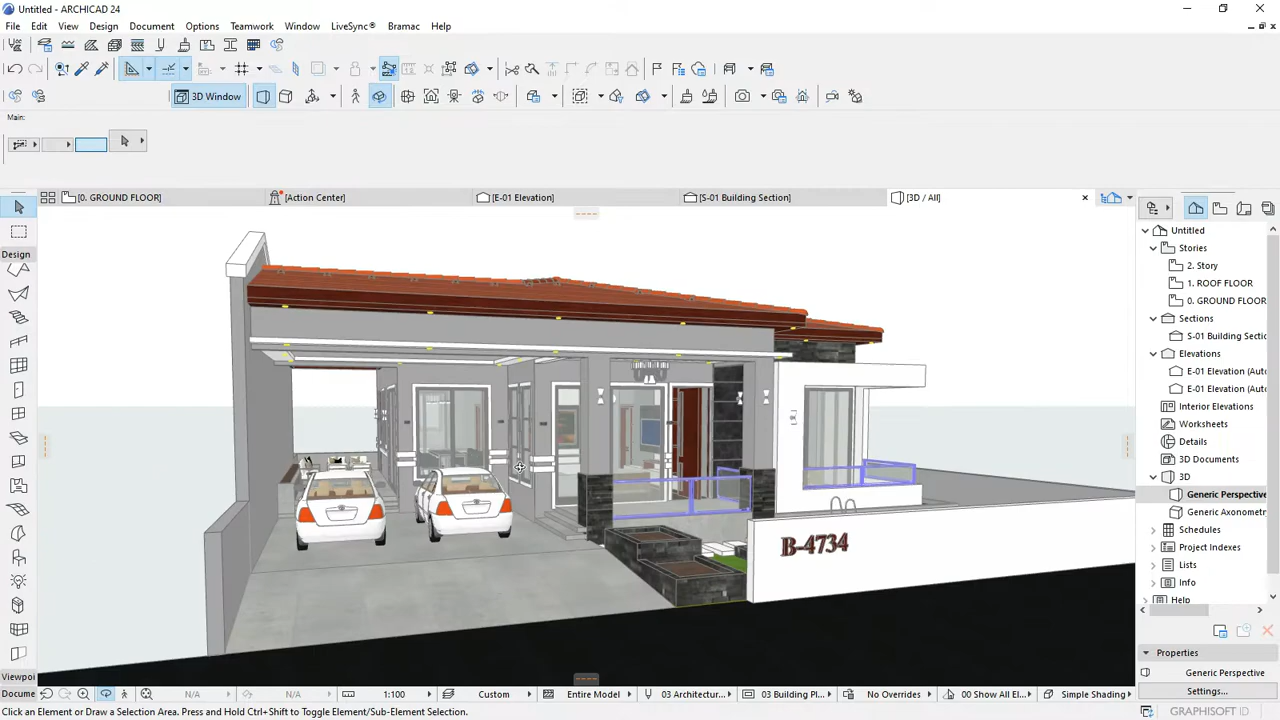 Untitled - ARCHICAD 24
File Edit View Design Document Options Teamwork Window LiveSync® Bramac Help
3D Window
Main:
[0. GROUND FLOOR]
[Action Center]
[E-01 Elevation]
[S-01 Building Section]
[3D / All]
Design
Untitled
Stories
2. Story
1. ROOF FLOOR
0. GROUND FLOOR
Sections
S-01 Building Sectio
Elevations
E-01 Elevation (Aut
E-01 Elevation (Aut
Interior Elevations
Worksheets
Details
3D Documents
3D
Generic Perspective
Generic Axonometr
Schedules
Project Indexes
Lists
Info
Help
B-4734
Properties
Generic Perspective
Settings...
Viewpoi
Docume
N/A
N/A
1:100
Custom
Entire Model
03 Architectur...
03 Building Pl...
No Overrides
00 Show All El...
Simple Shading
Click an Element or Draw a Selection Area. Press and Hold Ctrl+Shift to Toggle Element/Sub-Element Selection.
GRAPHISOFT ID